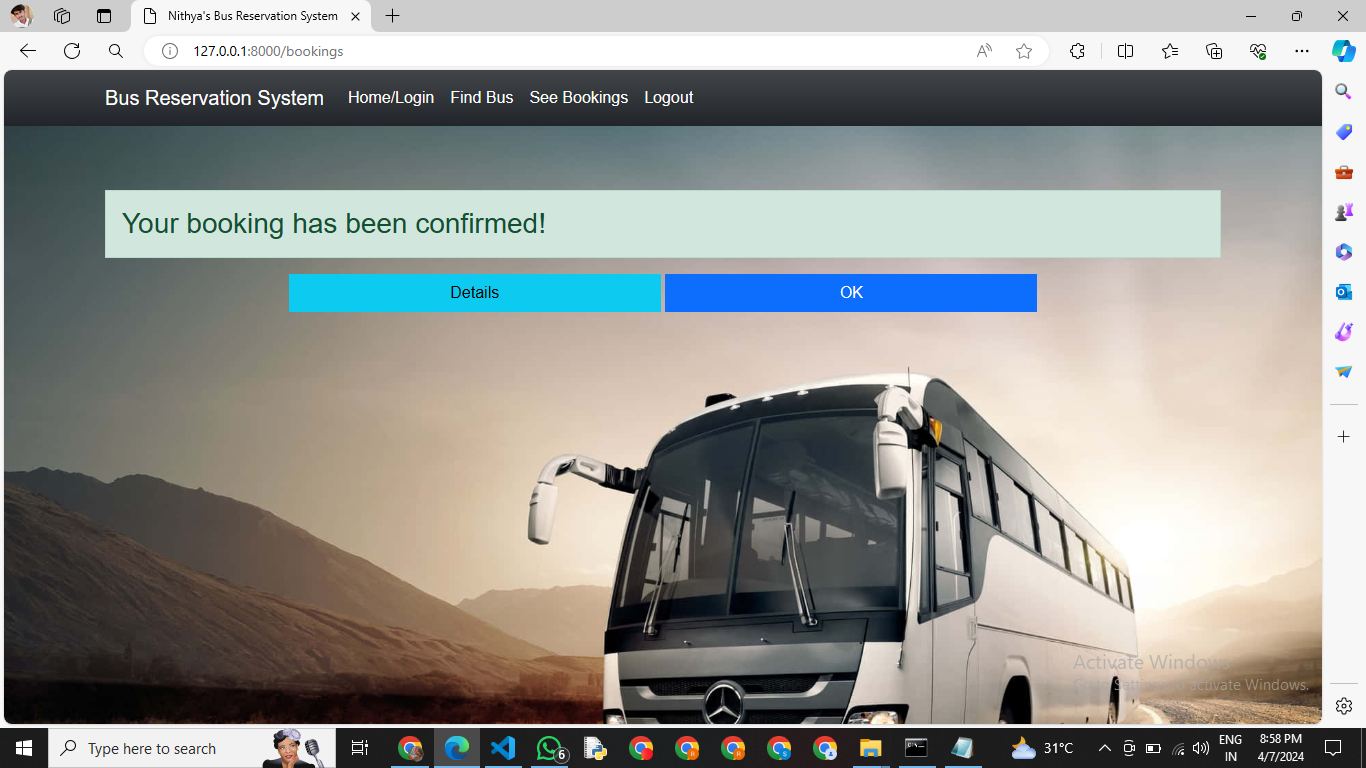 Nithya's Bus Reservation System
127.0.0.1:8000/bookings
Bus Reservation System Home/Login Find Bus See Bookings Logout
Your booking has been confirmed!
Details OK
Activate Windows
Go to Settings to activate Windows.
Type here to search
6
31°C
ENG
IN
8:58 PM
4/7/2024